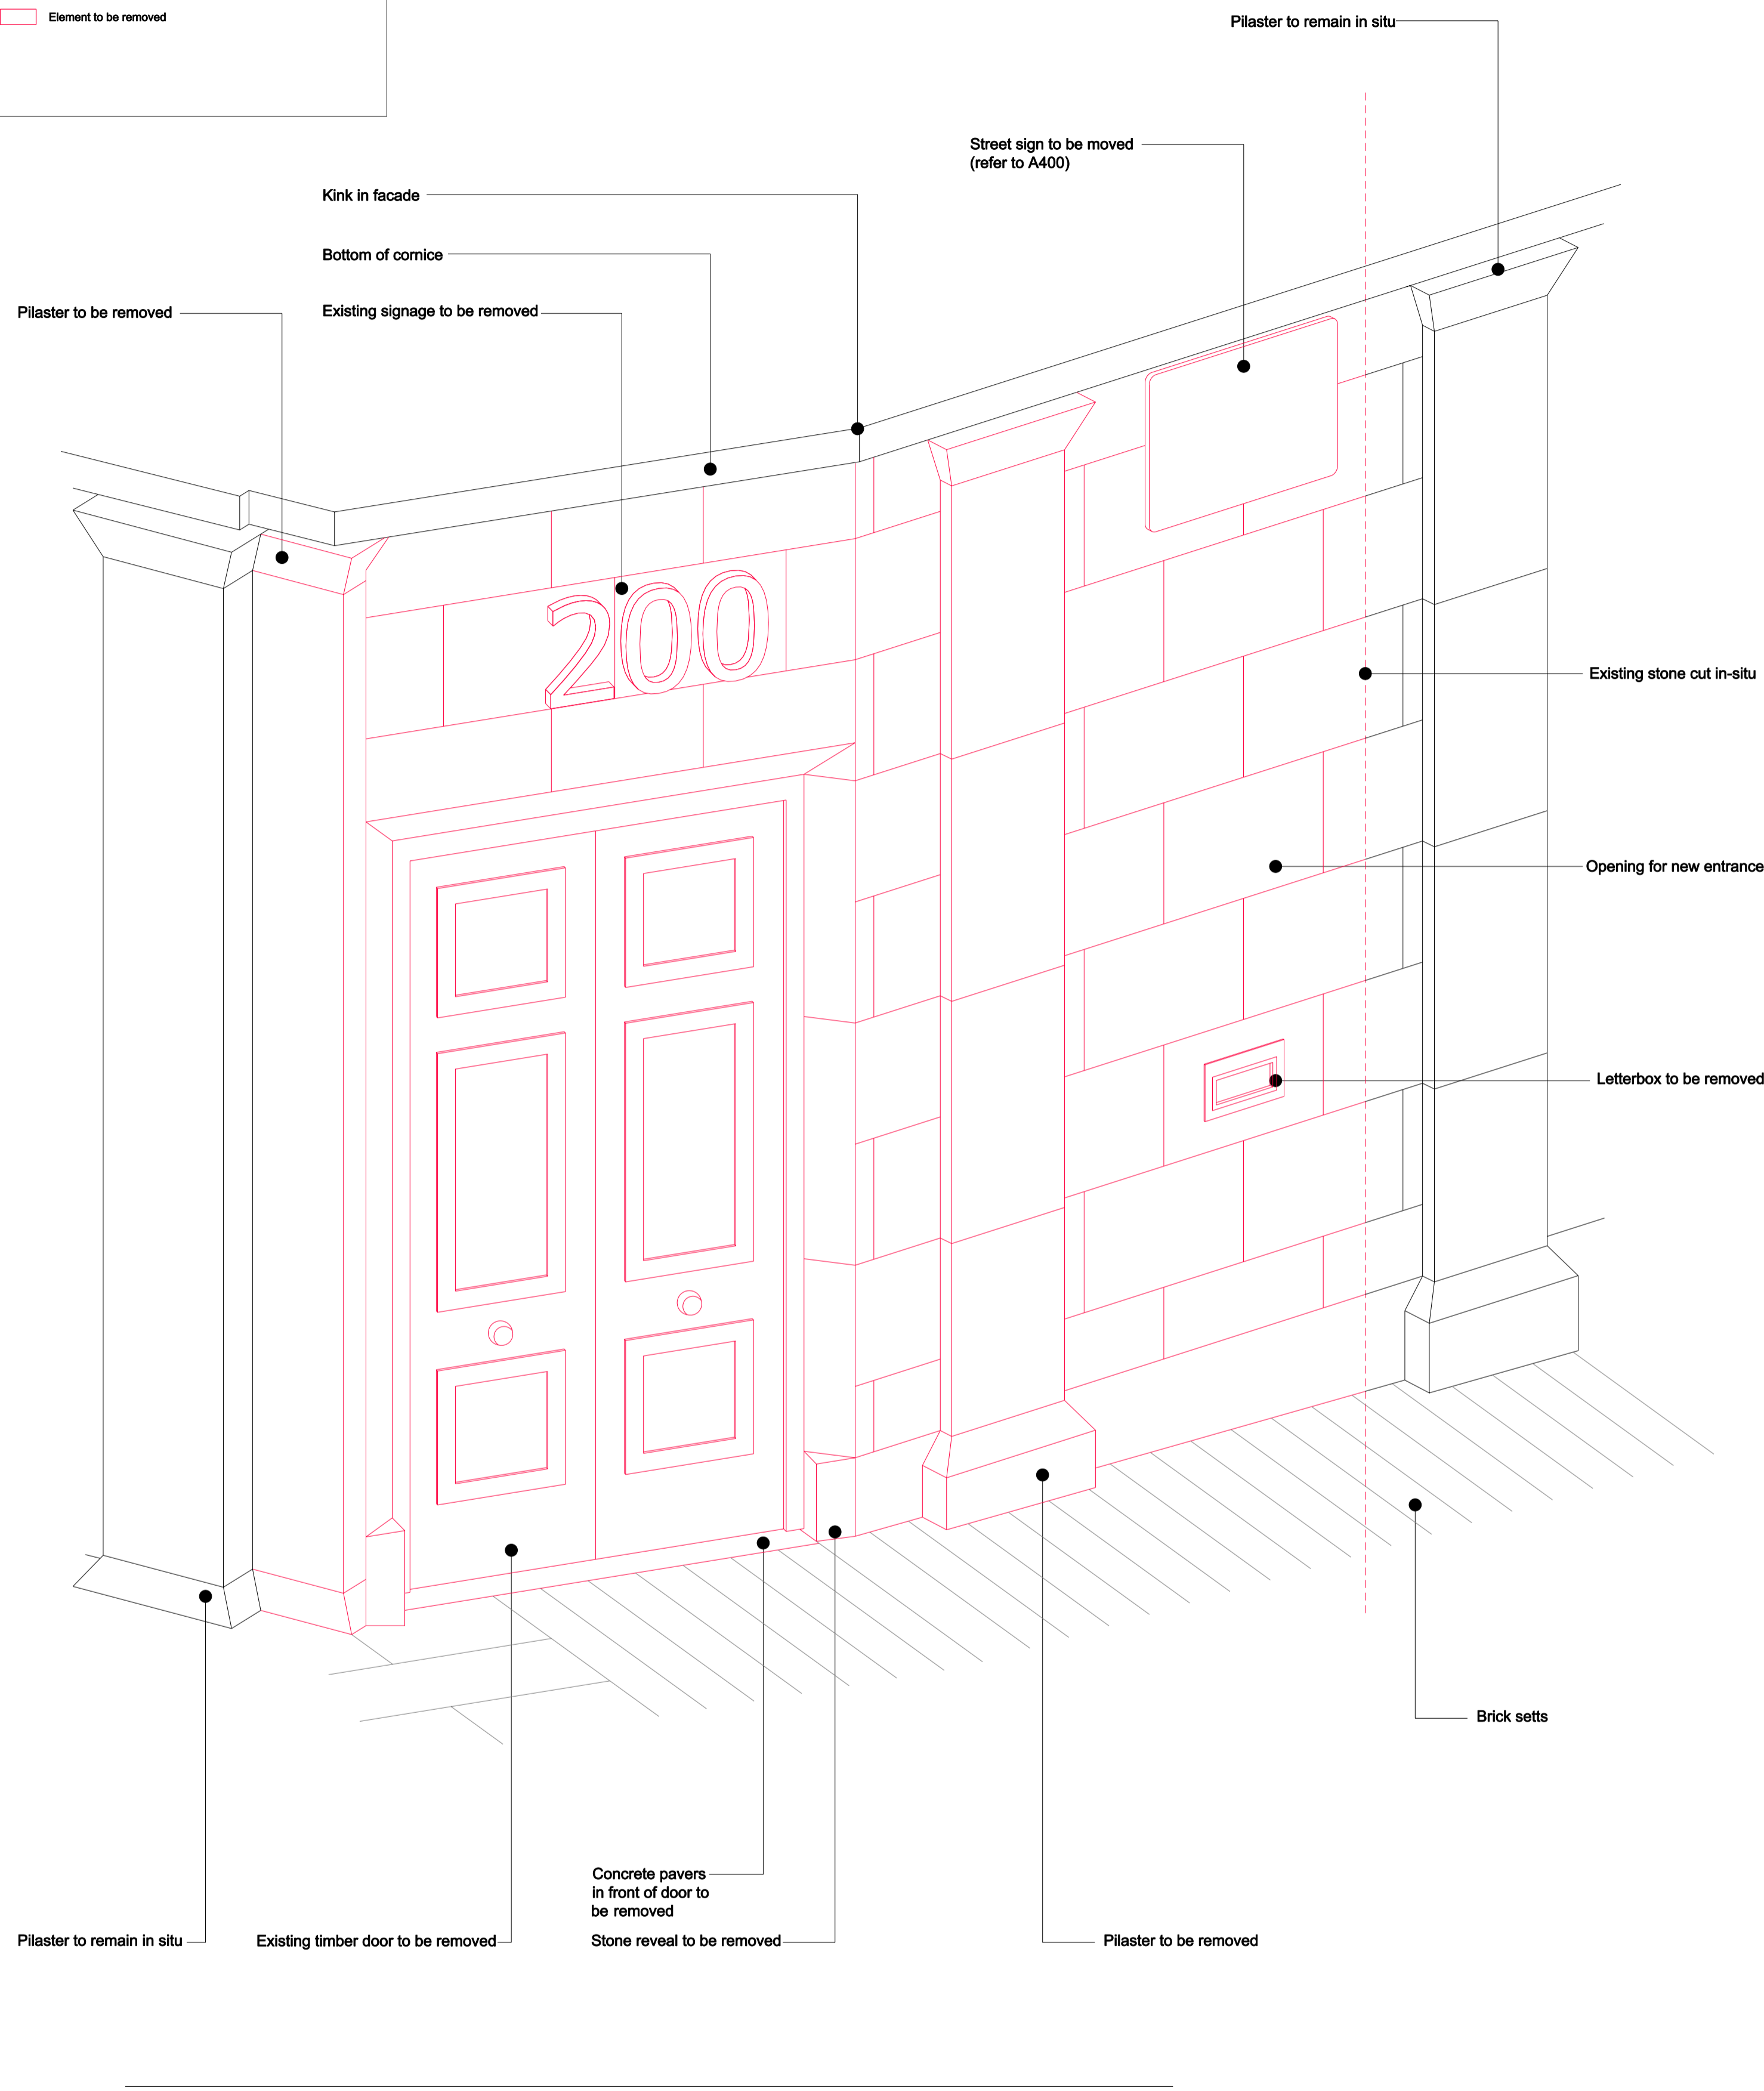 Element to be removed
Pilaster to remain in situ
Street sign to be moved
(refer to A400)
Kink in facade
Bottom of cornice
Existing signage to be removed
Pilaster to be removed
200
Existing stone cut in-situ
Opening for new entrance
Letterbox to be removed
Brick setts
Concrete pavers
in front of door to
be removed
Pilaster to remain in situ
Existing timber door to be removed
Stone reveal to be removed
Pilaster to be removed